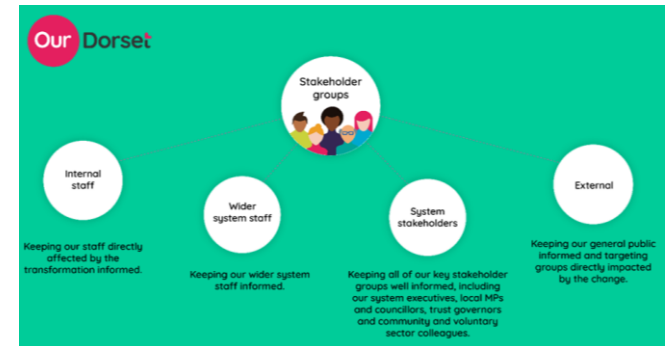 Our Dorset
Stakeholder
groups
Internal
staff
Keeping our staff directly
affected by the
transformation informed.
Wider
system staff
Keeping our wider system
staff informed.
System
stakeholders
Keeping all of our key stakeholder
groups well informed, including
our system executives, local MPs
and councillors, trust governors
and community and voluntary
sector colleagues.
External
Keeping our general public
informed and targeting
groups directly impacted
by the change.